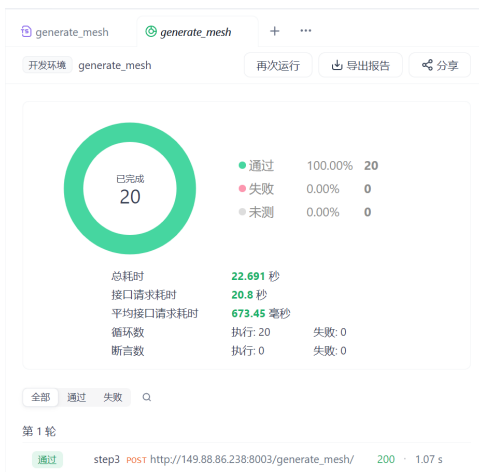 TS generate_mesh
generate_mesh + ···
开发环境 generate_mesh 再次运行 导出报告 分享
已完成
20
通过 100.00% 20
失败 0.00% 0
未测 0.00% 0
总耗时 22.691 秒
接口请求耗时 20.8 秒
平均接口请求耗时 673.45 毫秒
循环数 执行: 20 失败: 0
断言数 执行: 0 失败: 0
全部 通过 失败
第 1 轮
通过 step3 POST http://149.88.86.238:8003/generate_mesh/ 200 · 1.07 s